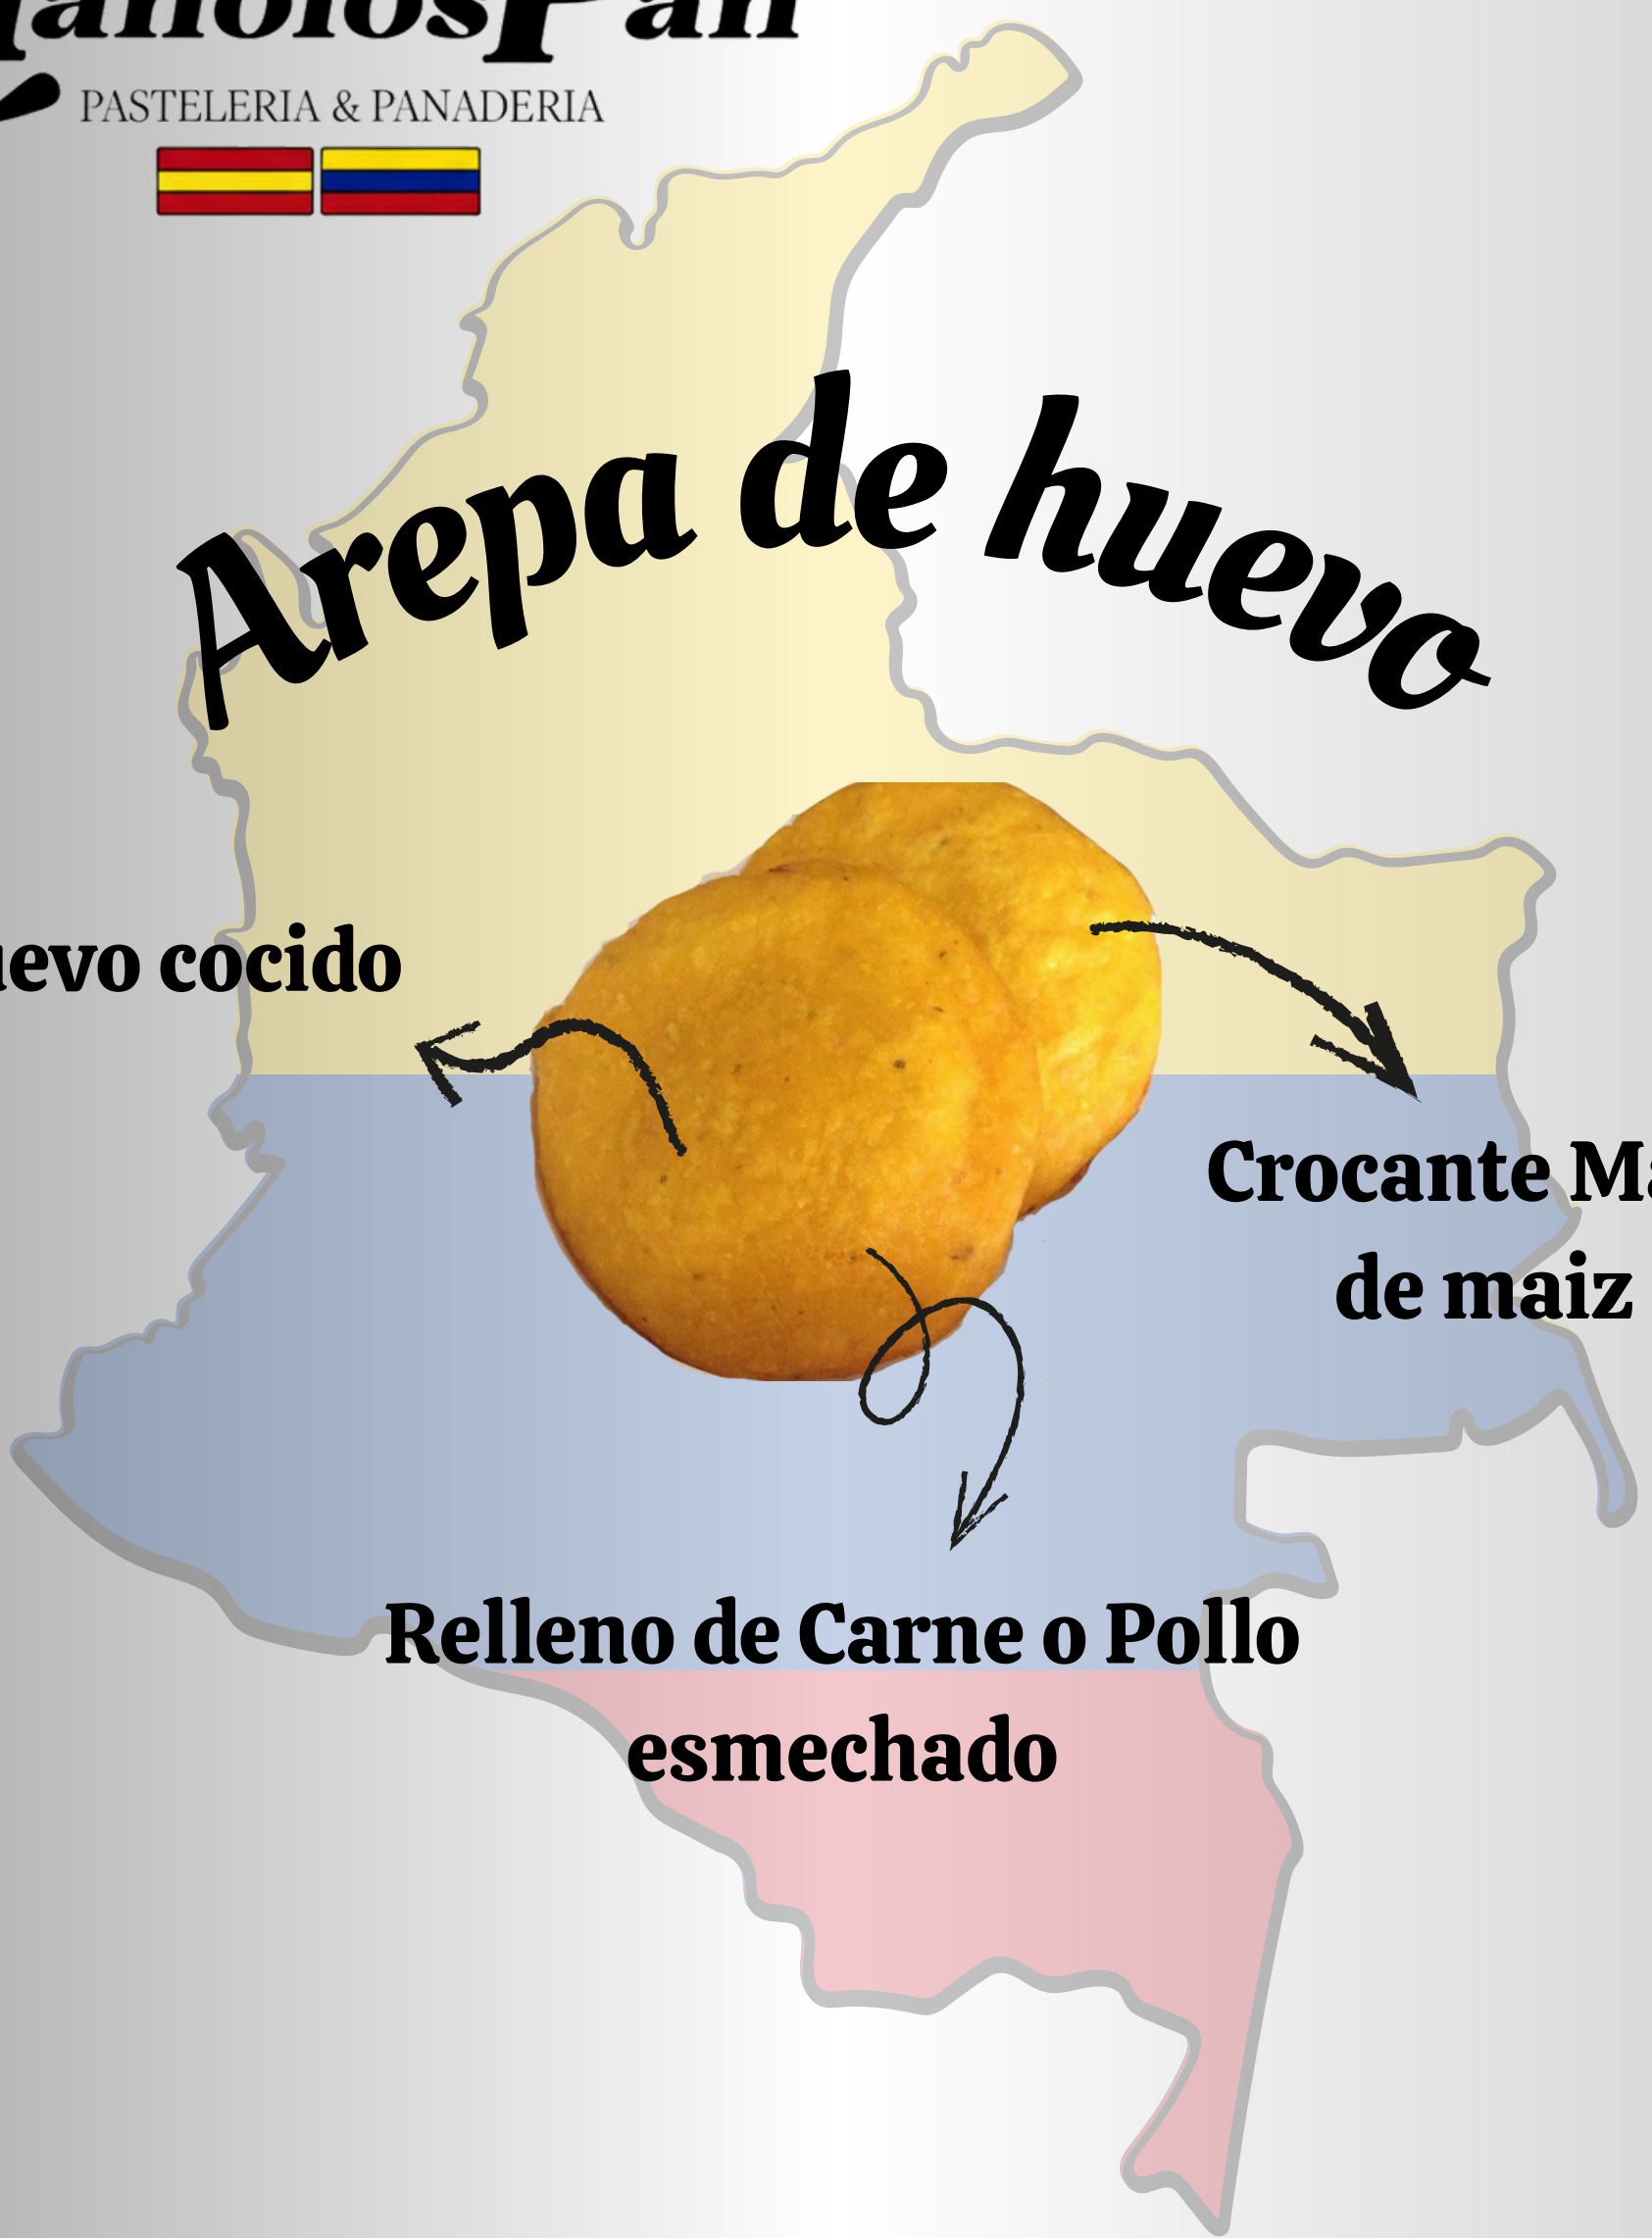 PASTELERIA & PANADERIA
Arepa de huevo
cocido
Crocante
de maiz
Relleno de Carne o Pollo
esmechado